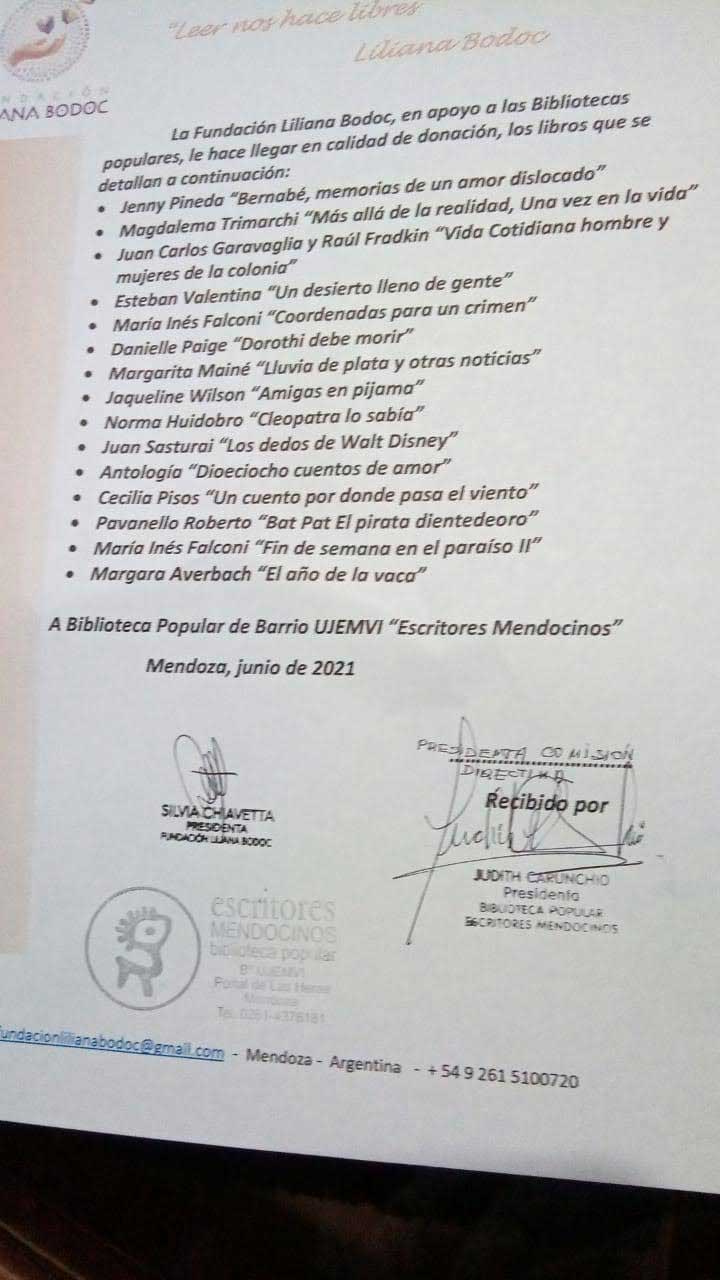 "Leer nos hace libres
Liliana Bodoc
ANA BODOC
La Fundación Liliana Bodoc, en apoyo a las Bibliotecas
populares, le hace llegar en calidad de donación, los libros que se
detallan a continuación:
• Jenny Pineda "Bernabé, memorias de un amor dislocado"
• Magdalema Trimarchi "Más allá de la realidad, Una vez en la vida"
• Juan Carlos Garavaglia y Raúl Fradkin "Vida Cotidiana hombre y
mujeres de la colonia"
• Esteban Valentina "Un desierto lleno de gente"
• María Inés Falconi "Coordenadas para un crimen"
• Danielle Paige "Dorothi debe morir"
• Margarita Mainé "Lluvia de plata y otras noticias"
• Jaqueline Wilson "Amigas en pijama"
• Norma Huidobro "Cleopatra lo sabía"
• Juan Sasturai "Los dedos de Walt Disney"
• Antología "Dioeciocho cuentos de amor"
• Cecilia Pisos "Un cuento por donde pasa el viento"
• Pavanello Roberto "Bat Pat El pirata dientedeoro"
• María Inés Falconi "Fin de semana en el paraíso II"
• Margara Averbach "El año de la vaca"
A Biblioteca Popular de Barrio UJEMVI "Escritores Mendocinos"
Mendoza, junio de 2021
PRESIDENTA COMISIÓN
DIRECTIVA
Recibido por
SILVIA CHIAVETTA
PRESIDENTA
FUNDACIÓN LILIANA BODOC
JUDITH CARUNCHIO
Presidenta
BIBLIOTECA POPULAR
ESCRITORES MENDOCINOS
escritores
MENDOCINOS
biblioteca popular
Bº UJEMVI
Portal de Las Heras
Mendoza
Tel. 0261-4376181
fundacionlilianabodoc@gmail.com - Mendoza - Argentina - + 54 9 261 5100720